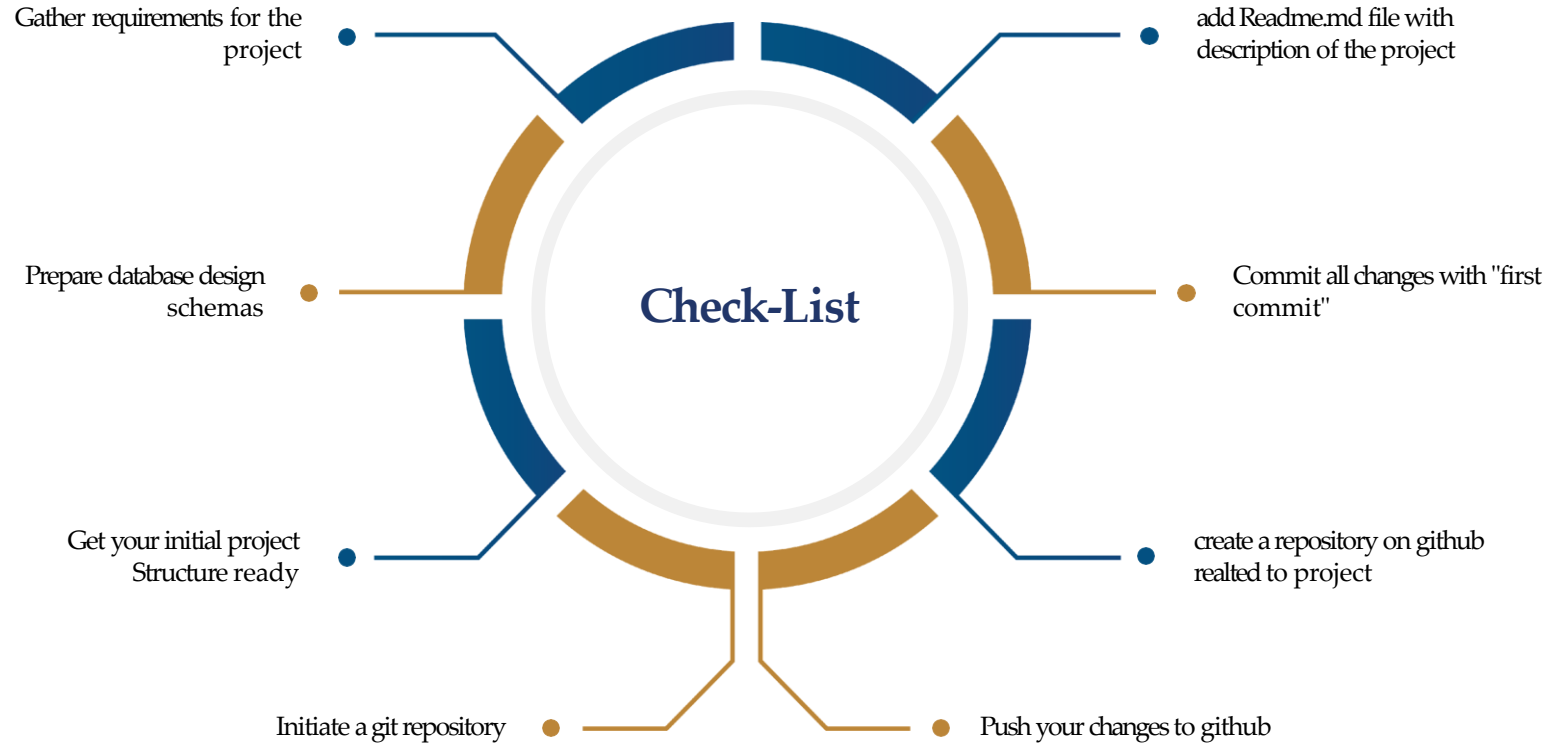 Gather requirements for the
project
add Readme.md file with
description of the project
Prepare database design
schemas
Check-List
Commit all changes with "first
commit"
Get your initial project
Structure ready
create a repository on github
realted to project
Initiate a git repository
Push your changes to github